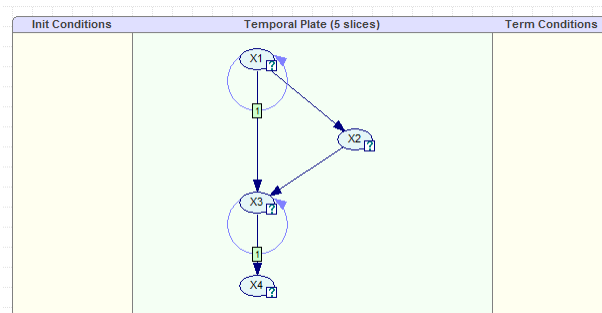 Init Conditions Temporal Plate (5 slices) Term Conditions
X1
?
1
X2
?
X3
?
1
X4
?